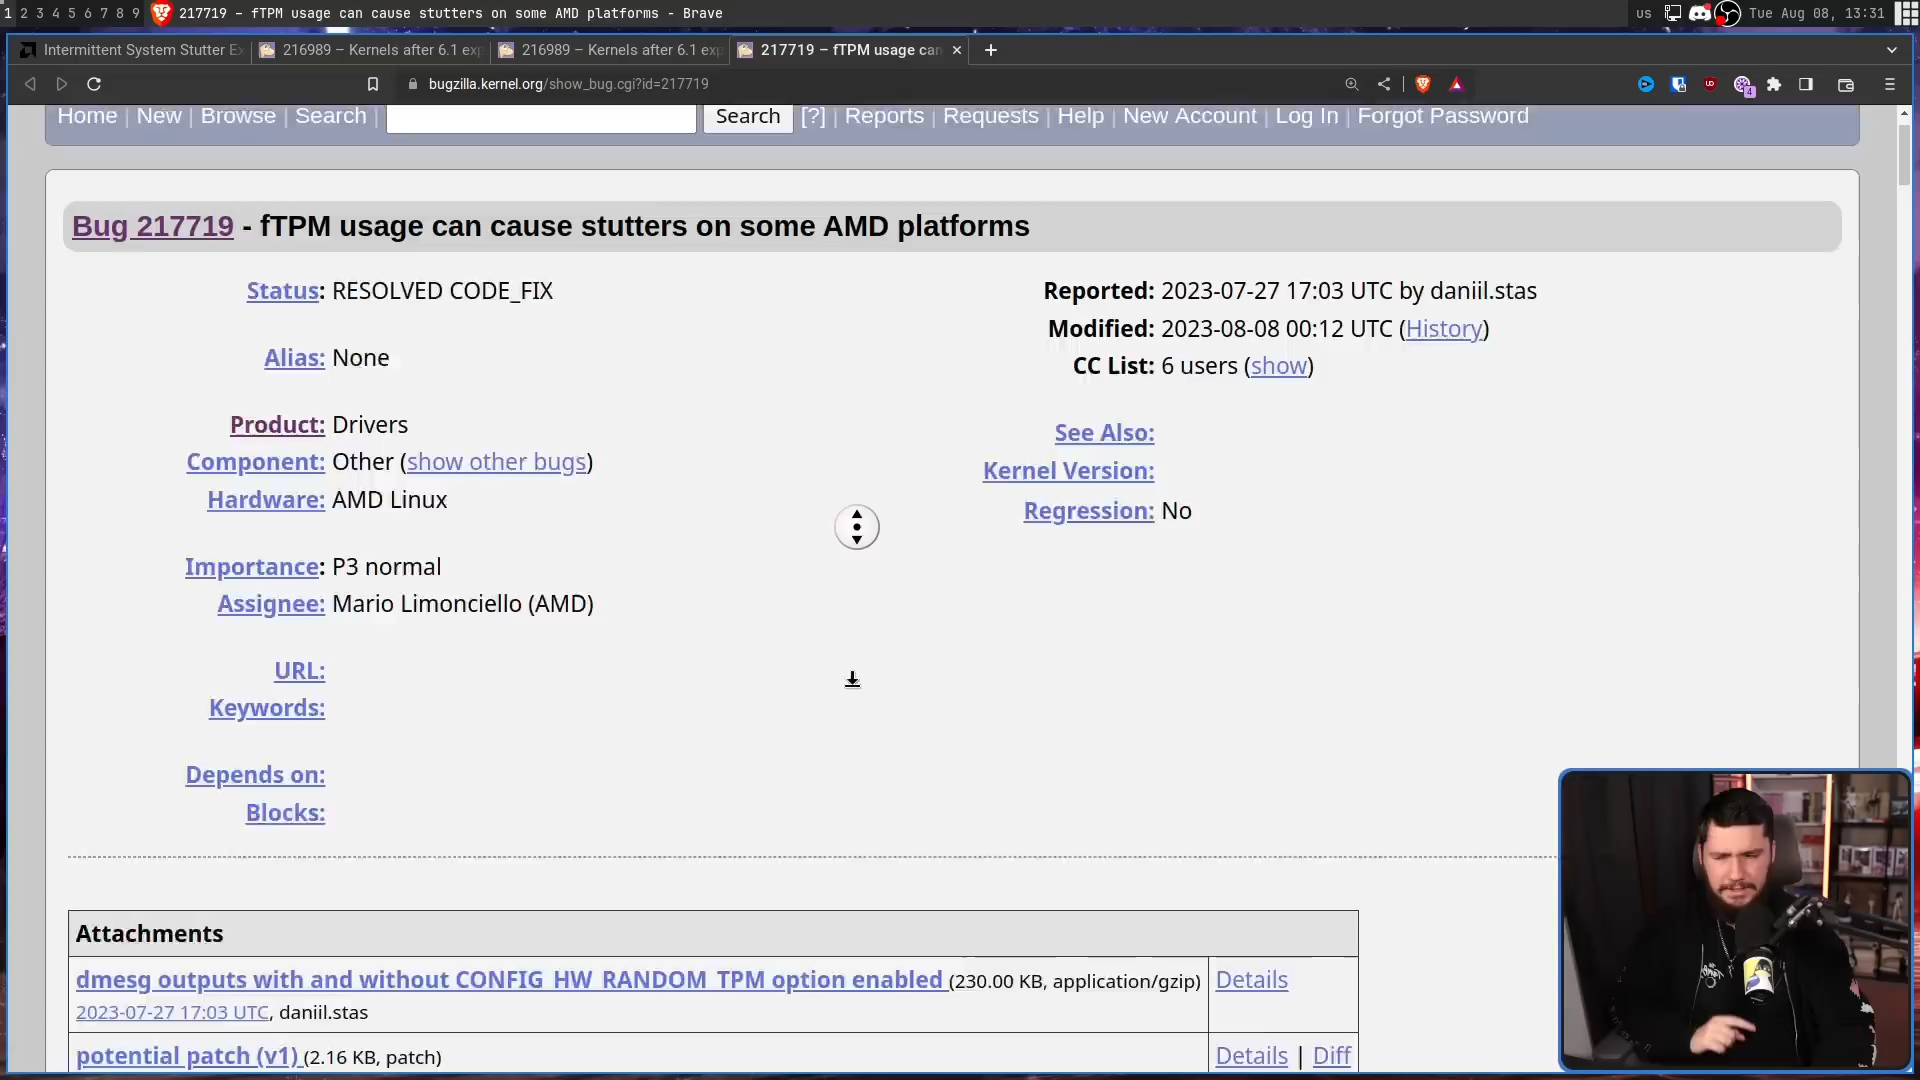 1 2 3 4 5 6 7 8 9 217719 – fTPM usage can cause stutters on some AMD platforms - Brave
us Tue Aug 08, 13:31
Intermittent System Stutter Ex
216989 – Kernels after 6.1 exp
216989 – Kernels after 6.1 exp
217719 – fTPM usage can
bugzilla.kernel.org/show_bug.cgi?id=217719
Home | New | Browse | Search | Search [?] | Reports | Requests | Help | New Account | Log In | Forgot Password
Bug 217719 - fTPM usage can cause stutters on some AMD platforms
Status: RESOLVED CODE_FIX
Alias: None
Product: Drivers
Component: Other (show other bugs)
Hardware: AMD Linux
Importance: P3 normal
Assignee: Mario Limonciello (AMD)
URL:
Keywords:
Depends on:
Blocks:
Reported: 2023-07-27 17:03 UTC by daniil.stas
Modified: 2023-08-08 00:12 UTC (History)
CC List: 6 users (show)
See Also:
Kernel Version:
Regression: No
Attachments
dmesg outputs with and without CONFIG_HW_RANDOM_TPM option enabled (230.00 KB, application/gzip) Details
2023-07-27 17:03 UTC, daniil.stas
potential patch (v1) (2.16 KB, patch) Details | Diff